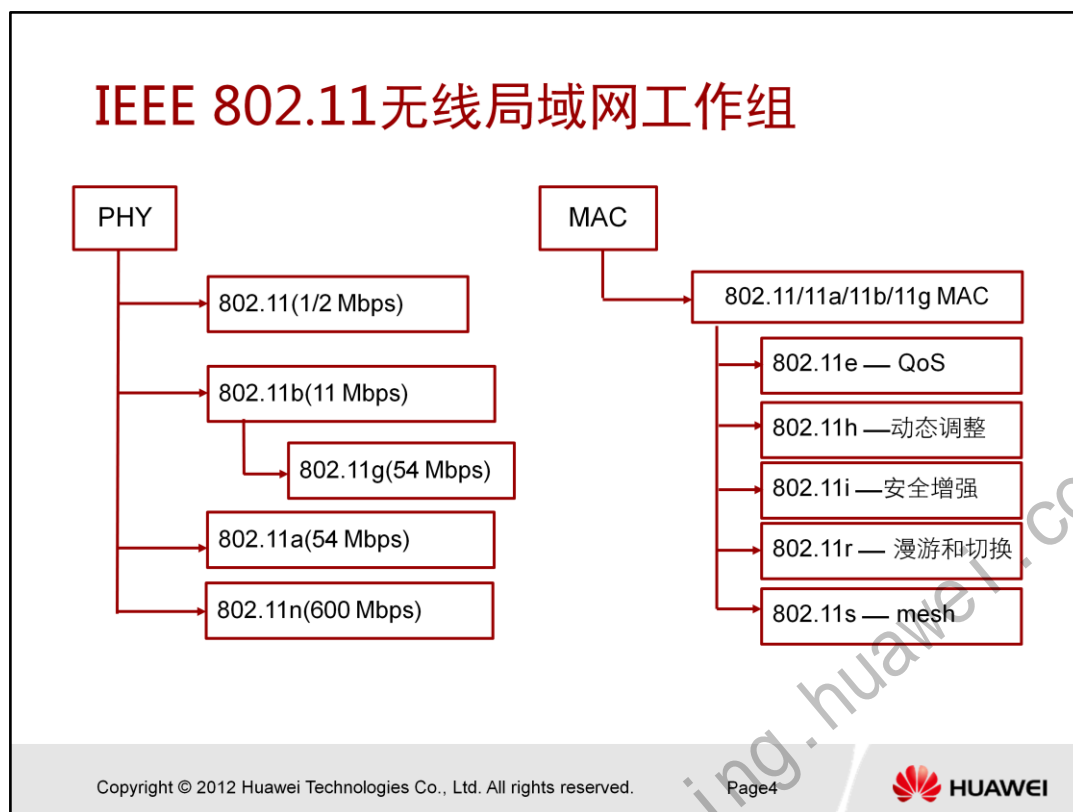 IEEE 802.11无线局域网工作组
PHY
802.11(1/2 Mbps)
802.11b(11 Mbps)
802.11g(54 Mbps)
802.11a(54 Mbps)
802.11n(600 Mbps)
MAC
802.11/11a/11b/11g MAC
802.11e — QoS
802.11h —动态调整
802.11i —安全增强
802.11r — 漫游和切换
802.11s — mesh
ing.huawei.co
Copyright © 2012 Huawei Technologies Co., Ltd. All rights reserved.
Page4
HUAWEI